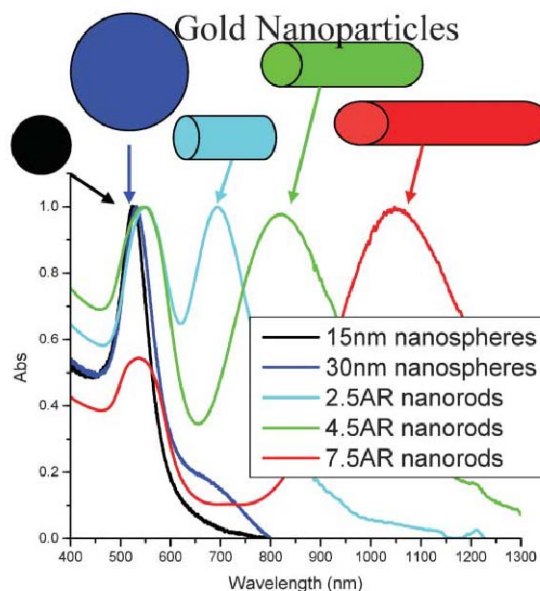 Gold Nanoparticles
Abs
1.0
0.8
0.6
0.4
0.2
0.0
15nm nanospheres
30nm nanospheres
2.5AR nanorods
4.5AR nanorods
7.5AR nanorods
400 500 600 700 800 900 1000 1100 1200 1300
Wavelength (nm)